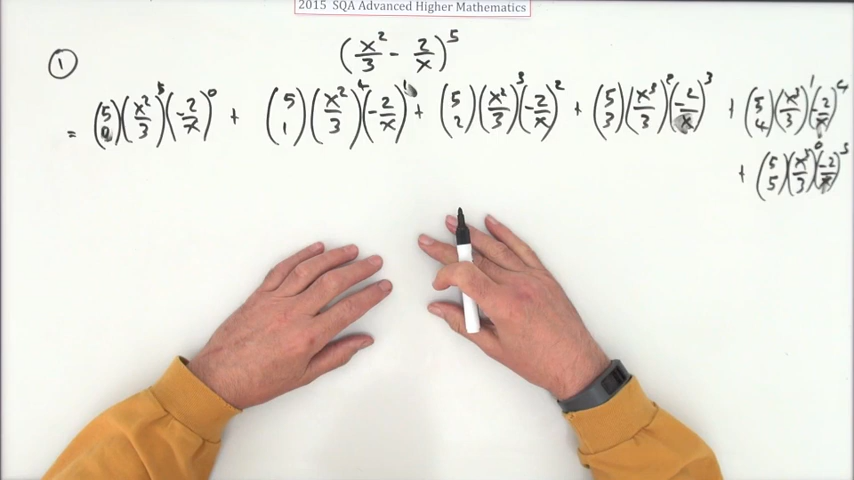 2015 SQA Advanced Higher Mathematics
① (x²/3 - 2/x)⁵
= (5 0)(x²/3)⁵(-2/x)⁰ + (5 1)(x²/3)⁴(-2/x)¹ + (5 2)(x²/3)³(-2/x)² + (5 3)(x²/3)²(-2/x)³ + (5 4)(x²/3)¹(-2/x)⁴
+ (5 5)(x²/3)⁰(-2/x)⁵